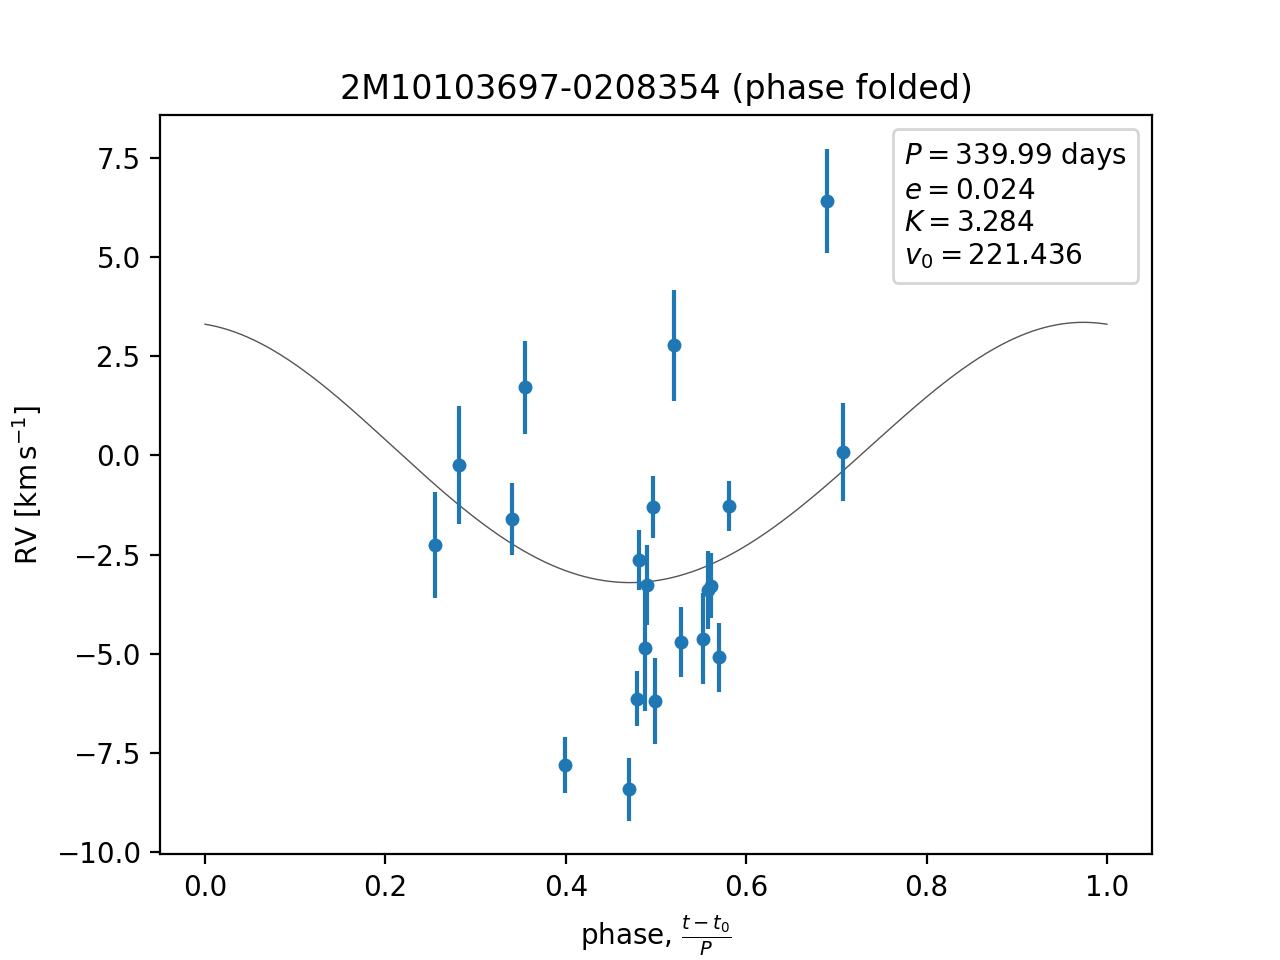 2M10103697-0208354 (phase folded)
P = 339.99 days
e = 0.024
K = 3.284
v₀ = 221.436
7.5
5.0
2.5
0.0
−2.5
−5.0
−7.5
−10.0
RV [km s⁻¹]
0.0 0.2 0.4 0.6 0.8 1.0
phase, (t − t₀)/P